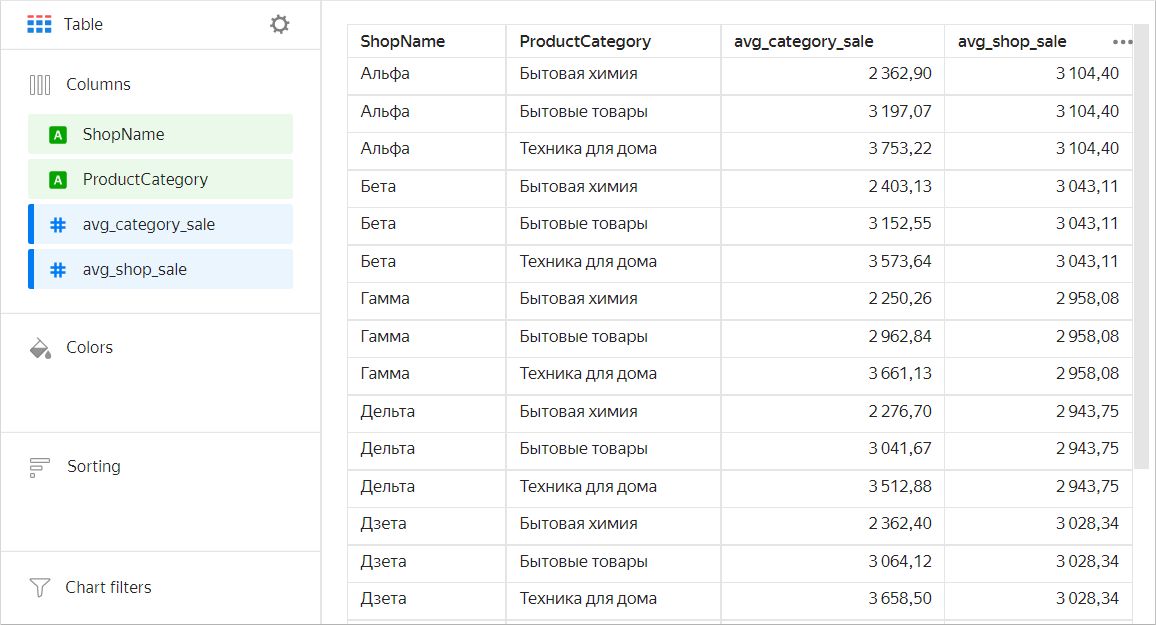 Table
Columns
A ShopName
A ProductCategory
# avg_category_sale
# avg_shop_sale
Colors
Sorting
Chart filters
ShopName ProductCategory avg_category_sale avg_shop_sale
Альфа Бытовая химия 2 362,90 3 104,40
Альфа Бытовые товары 3 197,07 3 104,40
Альфа Техника для дома 3 753,22 3 104,40
Бета Бытовая химия 2 403,13 3 043,11
Бета Бытовые товары 3 152,55 3 043,11
Бета Техника для дома 3 573,64 3 043,11
Гамма Бытовая химия 2 250,26 2 958,08
Гамма Бытовые товары 2 962,84 2 958,08
Гамма Техника для дома 3 661,13 2 958,08
Дельта Бытовая химия 2 276,70 2 943,75
Дельта Бытовые товары 3 041,67 2 943,75
Дельта Техника для дома 3 512,88 2 943,75
Дзета Бытовая химия 2 362,40 3 028,34
Дзета Бытовые товары 3 064,12 3 028,34
Дзета Техника для дома 3 658,50 3 028,34